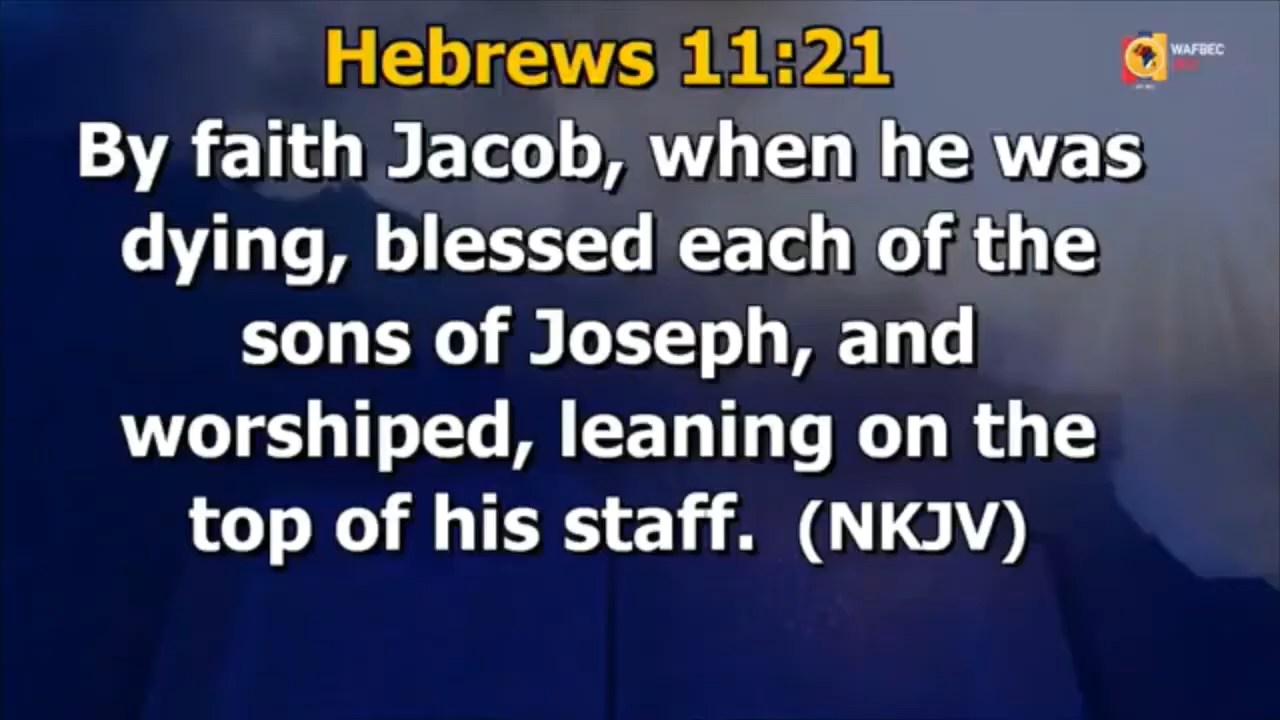 Hebrews 11:21
WAFBEC
By faith Jacob, when he was
dying, blessed each of the
sons of Joseph, and
worshiped, leaning on the
top of his staff. (NKJV)